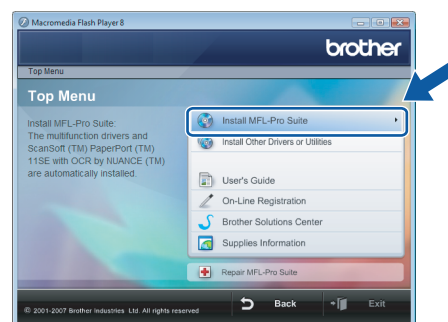 Macromedia Flash Player 8
brother
Top Menu
Top Menu
Install MFL-Pro Suite:
The multifunction drivers and
ScanSoft (TM) PaperPort (TM)
11SE with OCR by NUANCE (TM)
are automatically installed.
Install MFL-Pro Suite
Install Other Drivers or Utilities
User's Guide
On-Line Registration
Brother Solutions Center
Supplies Information
Repair MFL-Pro Suite
© 2001-2007 Brother Industries Ltd. All rights reserved
Back
Exit